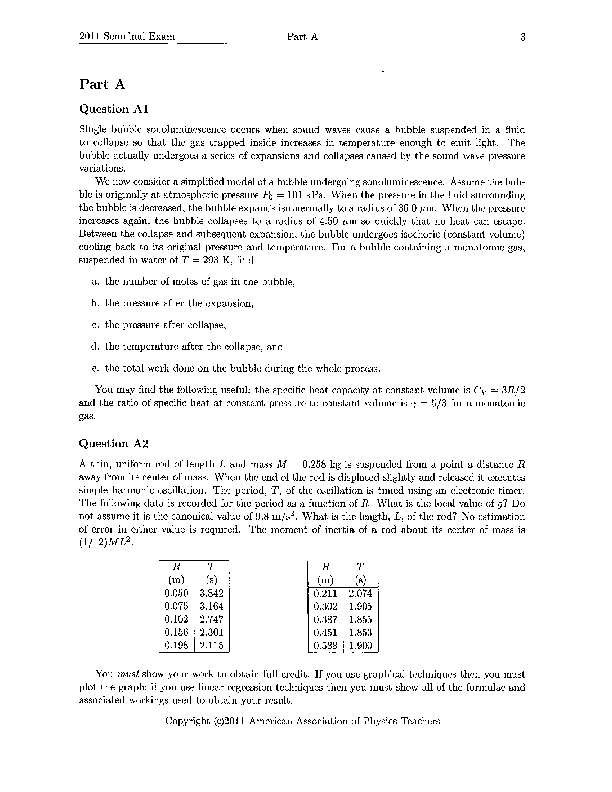 2011 Semifinal Exam Part A 3
Part A
Question A1
Single bubble sonoluminescence occurs when sound waves cause a bubble suspended in a fluid
to collapse so that the gas trapped inside increases in temperature enough to emit light. The
bubble actually undergoes a series of expansions and collapses caused by the sound wave pressure
variations.
We now consider a simplified model of a bubble undergoing sonoluminescence. Assume the bub-
ble is originally at atmospheric pressure P₀ = 101 kPa. When the pressure in the fluid surrounding
the bubble is decreased, the bubble expands isothermally to a radius of 36.0 μm. When the pressure
increases again, the bubble collapses to a radius of 4.50 μm so quickly that no heat can escape.
Between the collapse and subsequent expansion, the bubble undergoes isochoric (constant volume)
cooling back to its original pressure and temperature. For a bubble containing a monatomic gas,
suspended in water of T = 293 K, find
a. the number of moles of gas in the bubble,
b. the pressure after the expansion,
c. the pressure after collapse,
d. the temperature after the collapse, and
e. the total work done on the bubble during the whole process.
You may find the following useful: the specific heat capacity at constant volume is C_V = 3R/2
and the ratio of specific heat at constant pressure to constant volume is γ = 5/3 for a monatomic
gas.
Question A2
A thin, uniform rod of length L and mass M = 0.258 kg is suspended from a point a distance R
away from its center of mass. When the end of the rod is displaced slightly and released it executes
simple harmonic oscillation. The period, T, of the oscillation is timed using an electronic timer.
The following data is recorded for the period as a function of R. What is the local value of g? Do
not assume it is the canonical value of 9.8 m/s². What is the length, L, of the rod? No estimation
of error in either value is required. The moment of inertia of a rod about its center of mass is
(1/12)ML².
R T R T
(m) (s) (m) (s)
0.050 3.842 0.211 2.074
0.075 3.164 0.302 1.905
0.102 2.747 0.387 1.855
0.156 2.301 0.451 1.853
0.198 2.115 0.588 1.900
You must show your work to obtain full credit. If you use graphical techniques then you must
plot the graph; if you use linear regression techniques then you must show all of the formulae and
associated workings used to obtain your result.
Copyright (c)2011 American Association of Physics Teachers